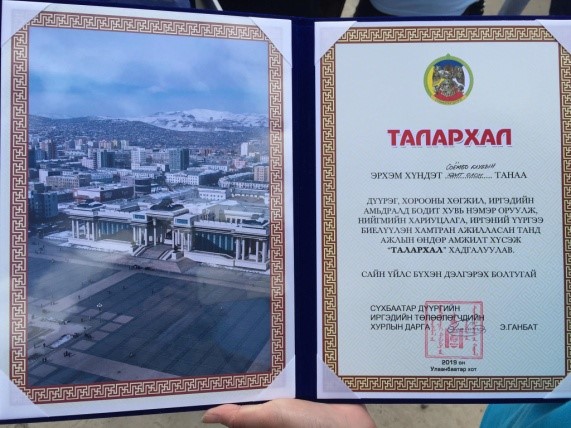 ТАЛАРХАЛ
ЭРХЭМ ХҮНДЭТ ..... ТАНАА
ДҮҮРЭГ, ХОРООНЫ ХӨГЖИЛ, ИРГЭДИЙН
АМЬДРАЛД БОДИТ ХУВЬ НЭМЭР ОРУУЛЖ,
НИЙГМИЙН ХАРИУЦЛАГА, ИРГЭНИЙ ҮҮРГЭЭ
БИЕЛҮҮЛЭН ХАМТРАН АЖИЛЛАСАН ТАНД
АЖЛЫН ӨНДӨР АМЖИЛТ ХҮСЭЖ
"ТАЛАРХАЛ" ХАДГАЛУУЛАВ.
САЙН ҮЙЛС БҮХЭН ДЭЛГЭРЭХ БОЛТУГАЙ
СҮХБААТАР ДҮҮРГИЙН
ИРГЭДИЙН ТӨЛӨӨЛӨГЧДИЙН
ХУРЛЫН ДАРГА Э.ГАНБАТ
2019 он
Улаанбаатар хот